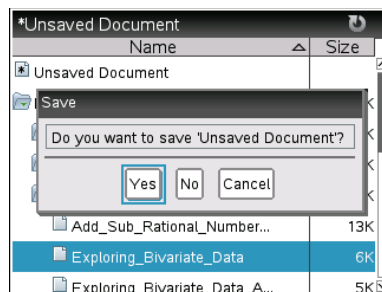 *Unsaved Document
Name Size
Unsaved Document
Save
Do you want to save 'Unsaved Document'?
Yes No Cancel
Add_Sub_Rational_Number... 13K
Exploring_Bivariate_Data 6K
Exploring_Bivariate_Data_A... 5K